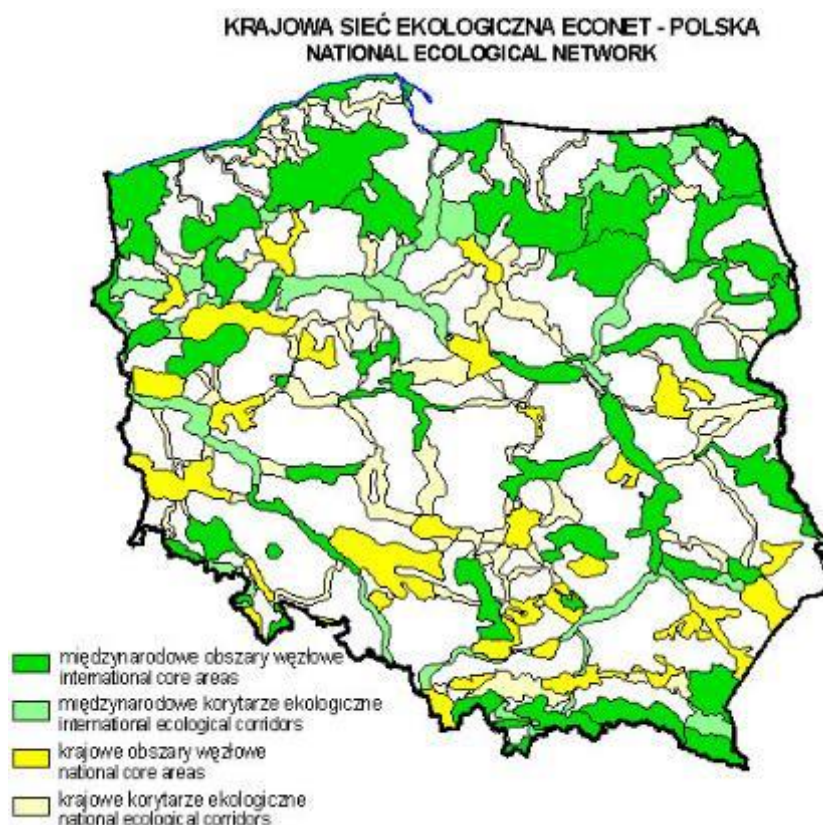 KRAJOWA SIEĆ EKOLOGICZNA ECONET - POLSKA
NATIONAL ECOLOGICAL NETWORK
międzynarodowe obszary węzłowe
international core areas
międzynarodowe korytarze ekologiczne
international ecological corridors
krajowe obszary węzłowe
national core areas
krajowe korytarze ekologiczne
national ecological corridors